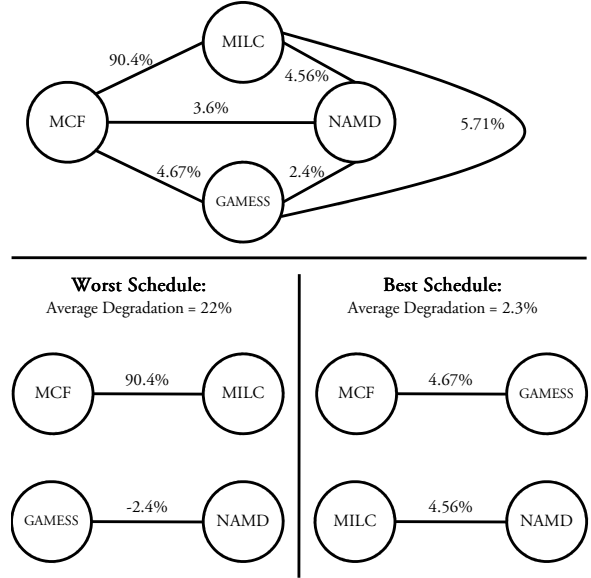 MILC
90.4%
4.56%
3.6%
MCF
NAMD
5.71%
4.67%
2.4%
GAMESS
Worst Schedule:
Average Degradation = 22%
MCF
90.4%
MILC
GAMESS
-2.4%
NAMD
Best Schedule:
Average Degradation = 2.3%
MCF
4.67%
GAMESS
MILC
4.56%
NAMD